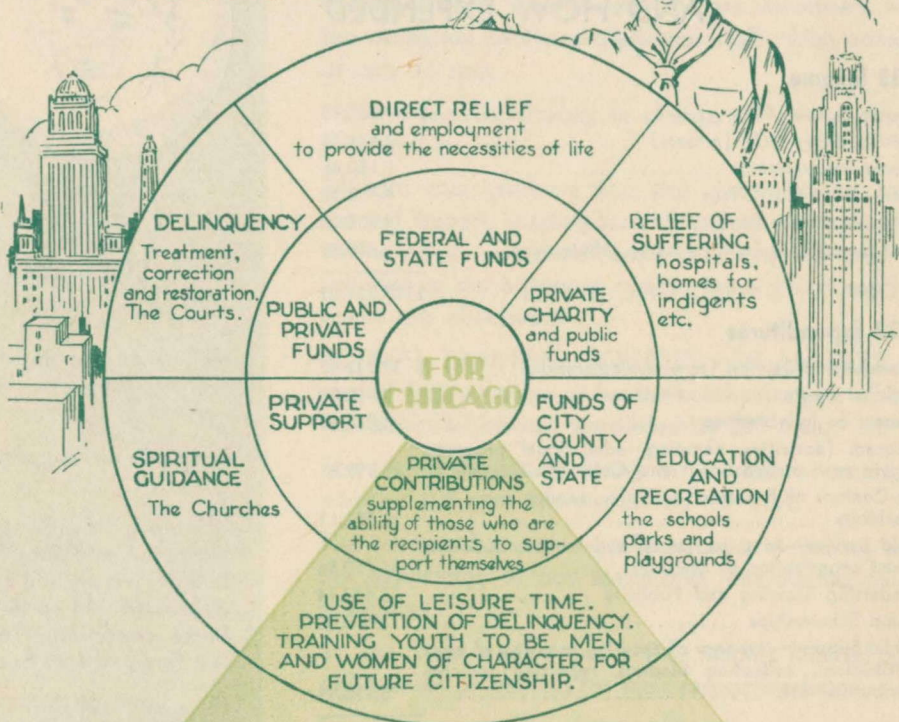 DIRECT RELIEF
and employment
to provide the necessities of life
FEDERAL AND
STATE FUNDS
DELINQUENCY
Treatment,
correction
and restoration.
The Courts.
PUBLIC AND
PRIVATE
FUNDS
PRIVATE
CHARITY
and public
funds
RELIEF OF
SUFFERING
hospitals,
homes for
indigents
etc.
FOR
CHICAGO
PRIVATE
SUPPORT
SPIRITUAL
GUIDANCE
The Churches
FUNDS OF
CITY
COUNTY
AND
STATE
EDUCATION
AND
RECREATION
the schools
parks and
playgrounds
PRIVATE
CONTRIBUTIONS
supplementing the
ability of those who are
the recipients to sup-
port themselves
USE OF LEISURE TIME.
PREVENTION OF DELINQUENCY.
TRAINING YOUTH TO BE MEN
AND WOMEN OF CHARACTER FOR
FUTURE CITIZENSHIP.